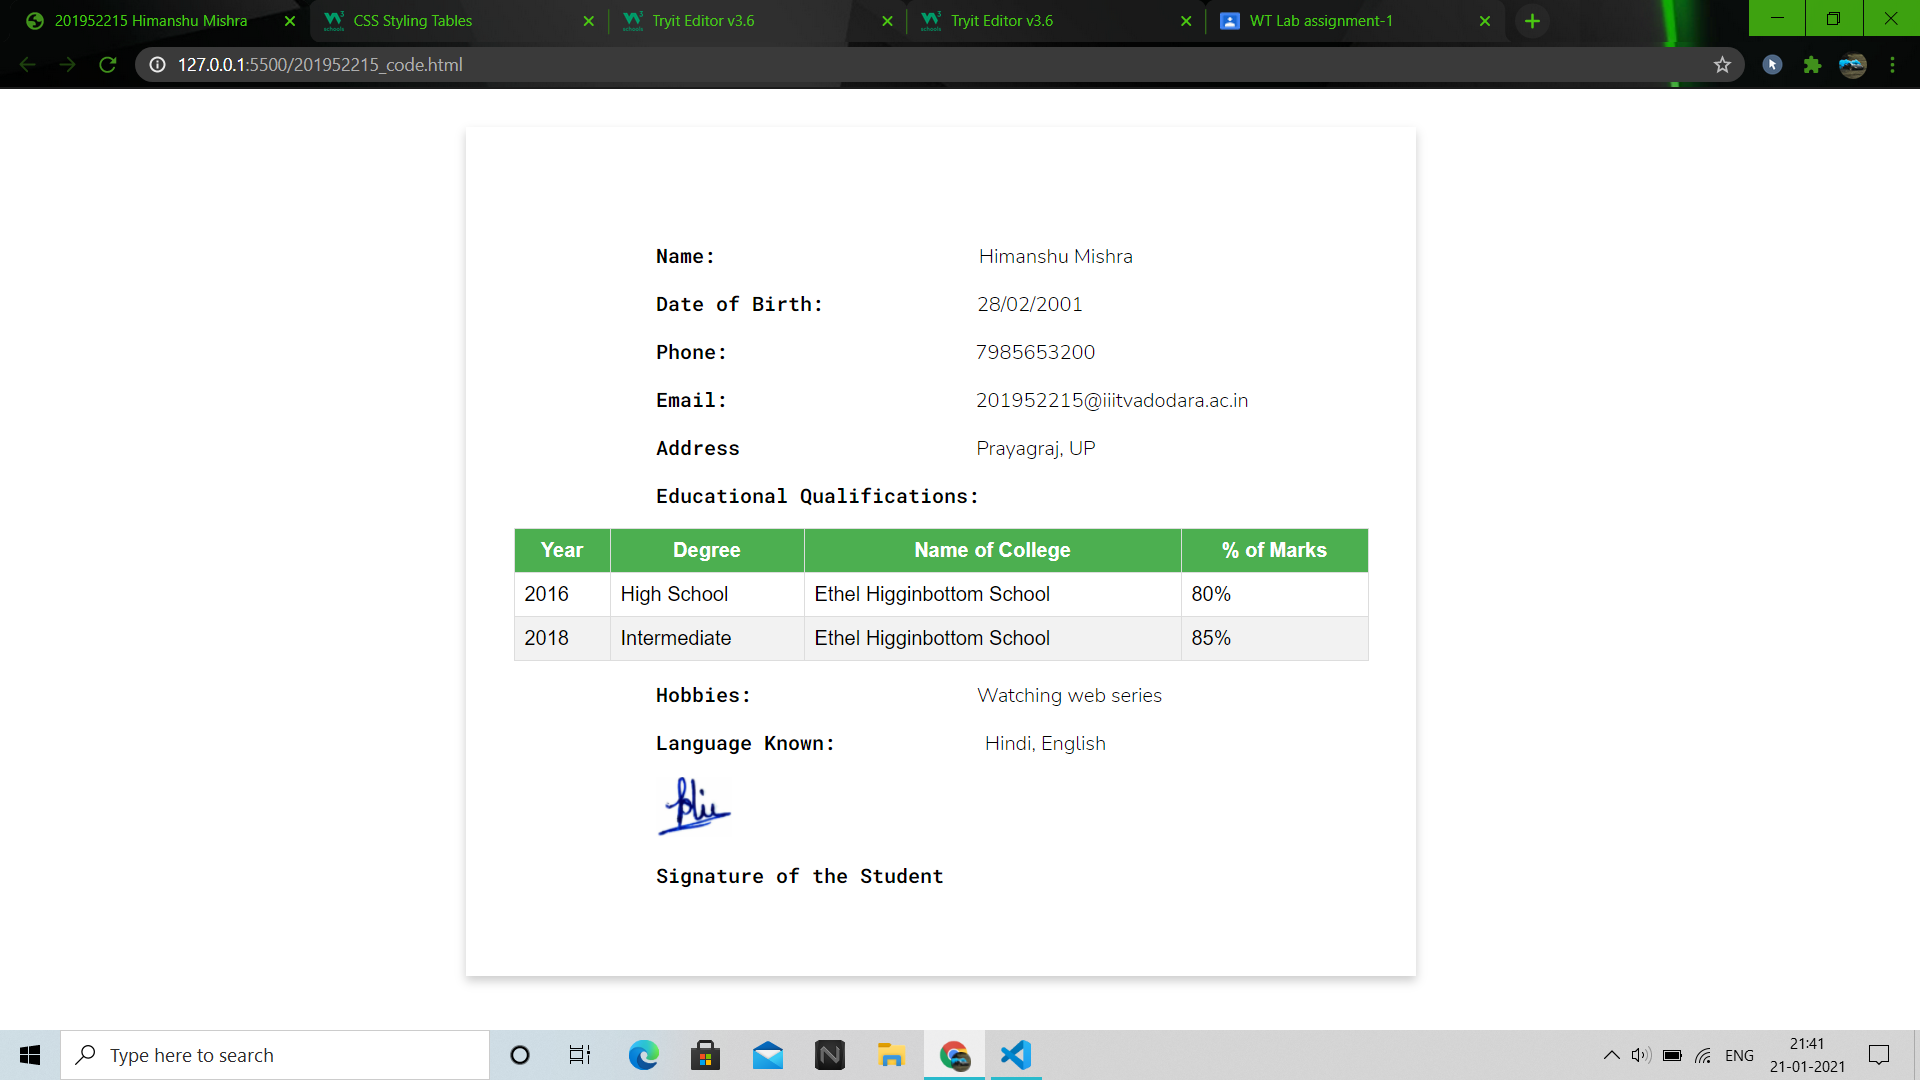 201952215 Himanshu Mishra
CSS Styling Tables
Tryit Editor v3.6
Tryit Editor v3.6
WT Lab assignment-1
127.0.0.1:5500/201952215_code.html
Name: Himanshu Mishra
Date of Birth: 28/02/2001
Phone: 7985653200
Email: 201952215@iiitvadodara.ac.in
Address Prayagraj, UP
Educational Qualifications:
Year Degree Name of College % of Marks
2016 High School Ethel Higginbottom School 80%
2018 Intermediate Ethel Higginbottom School 85%
Hobbies: Watching web series
Language Known: Hindi, English
Signature of the Student
Type here to search
ENG
21:41
21-01-2021